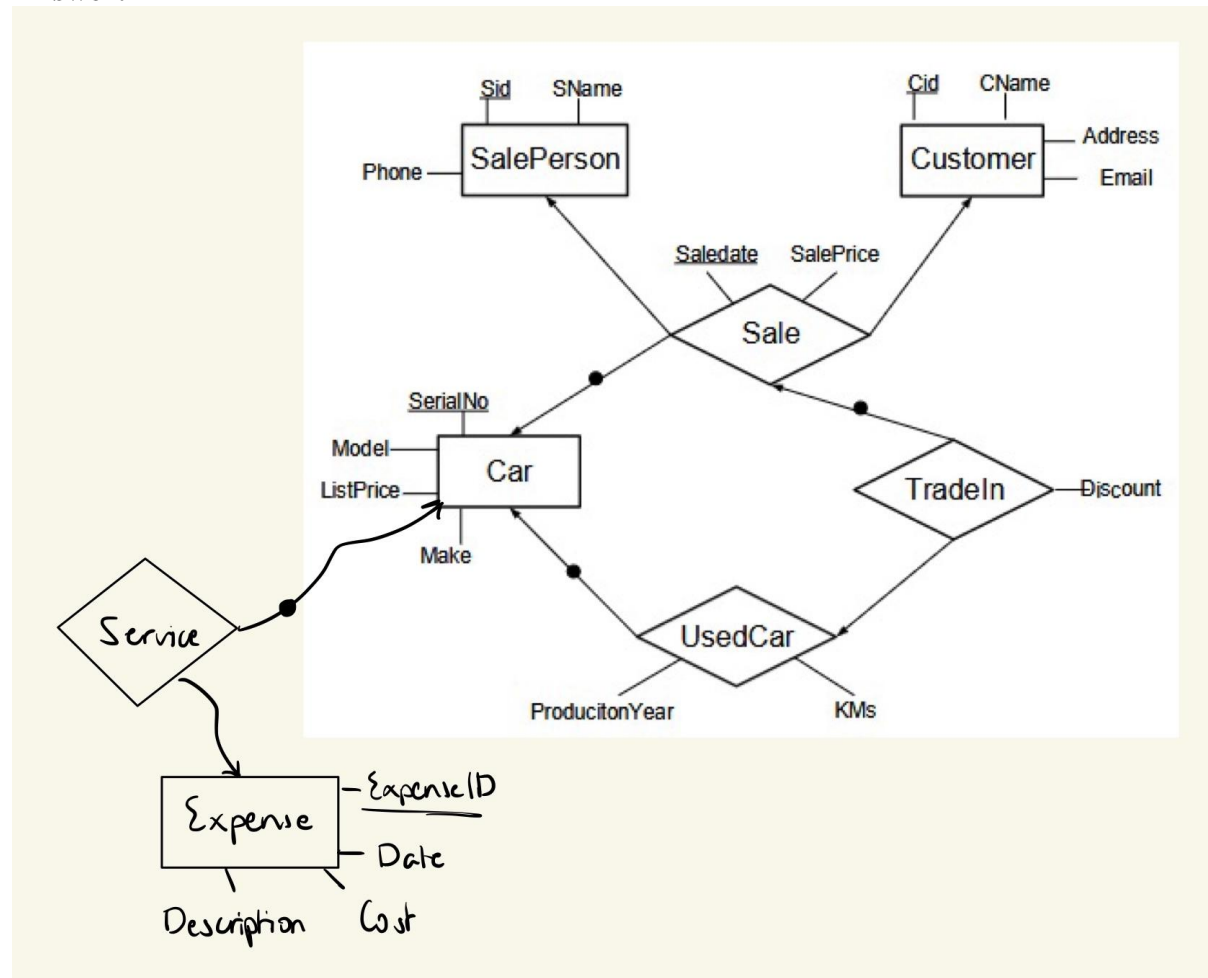 Sid SName
Cid CName
SalePerson
Phone
Customer
Address
Email
Saledate SalePrice
Sale
SerialNo
Model
ListPrice
Car
Make
TradeIn
Discount
Service
UsedCar
ProducitonYear KMs
Expense
ExpenseID
Date
Description Cost